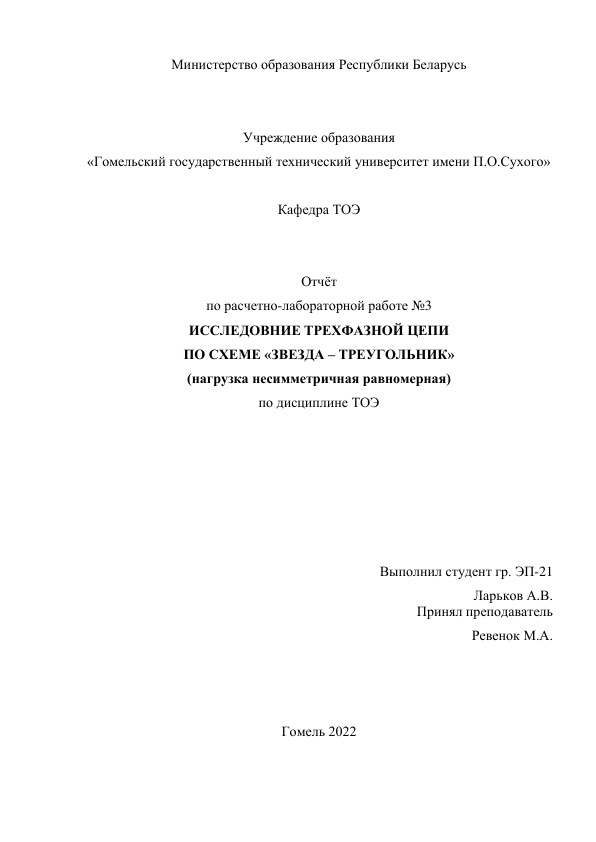 Министерство образования Республики Беларусь
Учреждение образования
«Гомельский государственный технический университет имени П.О.Сухого»
Кафедра ТОЭ
Отчёт
по расчетно-лабораторной работе №3
ИССЛЕДОВНИЕ ТРЕХФАЗНОЙ ЦЕПИ
ПО СХЕМЕ «ЗВЕЗДА – ТРЕУГОЛЬНИК»
(нагрузка несимметричная равномерная)
по дисциплине ТОЭ
Выполнил студент гр. ЭП-21
Ларьков А.В.
Принял преподаватель
Ревенок М.А.
Гомель 2022